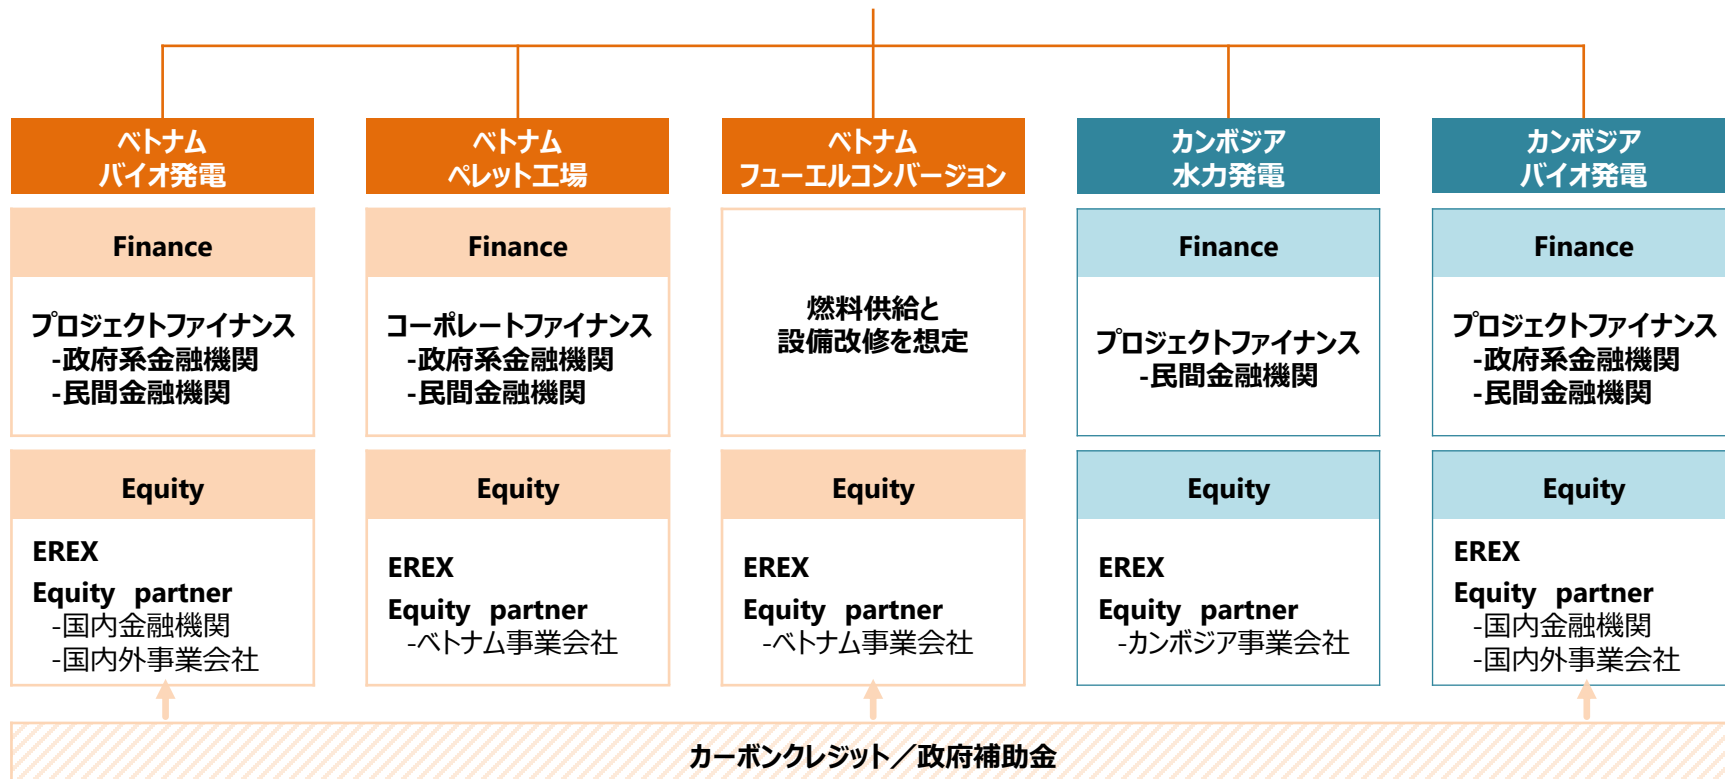 ベトナム
バイオ発電
ベトナム
ペレット工場
ベトナム
フューエルコンバージョン
カンボジア
水力発電
カンボジア
バイオ発電
Finance
プロジェクトファイナンス
-政府系金融機関
-民間金融機関
Finance
コーポレートファイナンス
-政府系金融機関
-民間金融機関
燃料供給と
設備改修を想定
Finance
プロジェクトファイナンス
-民間金融機関
Finance
プロジェクトファイナンス
-政府系金融機関
-民間金融機関
Equity
EREX
Equity partner
-国内金融機関
-国内外事業会社
Equity
EREX
Equity partner
-ベトナム事業会社
Equity
EREX
Equity partner
-ベトナム事業会社
Equity
EREX
Equity partner
-カンボジア事業会社
Equity
EREX
Equity partner
-国内金融機関
-国内外事業会社
カーボンクレジット／政府補助金